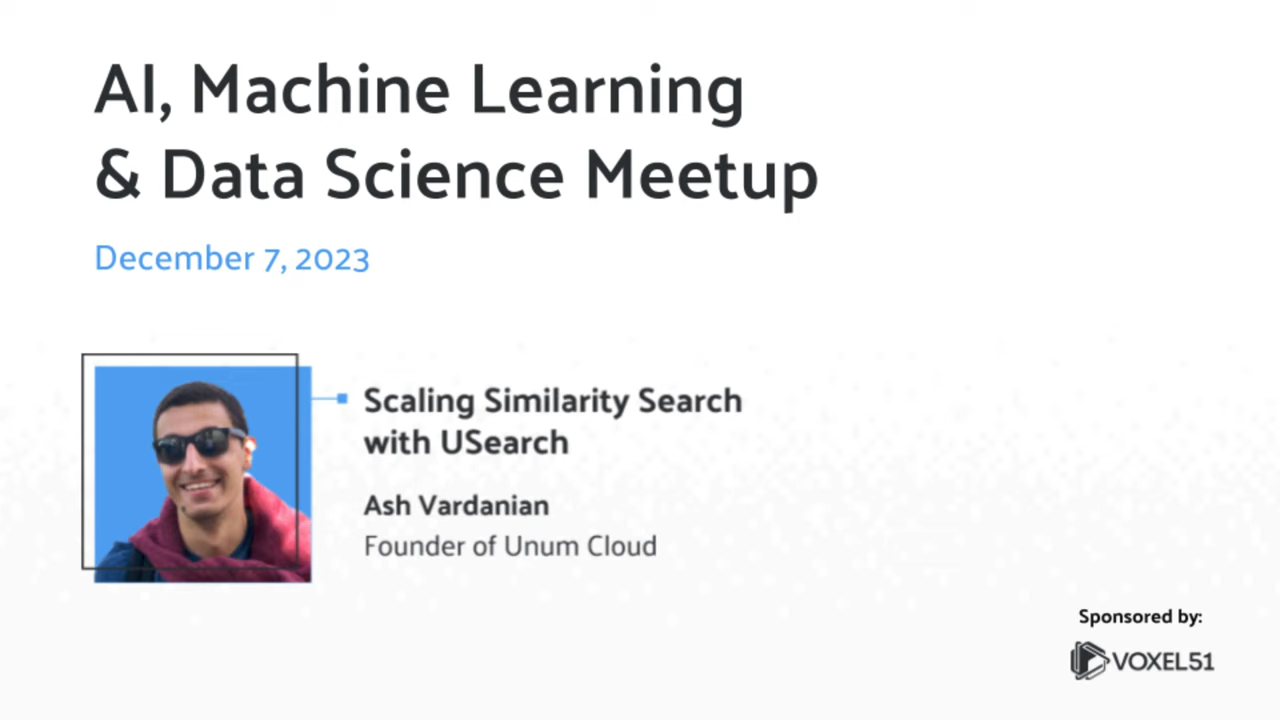 AI, Machine Learning
& Data Science Meetup
December 7, 2023
Scaling Similarity Search
with USearch
Ash Vardanian
Founder of Unum Cloud
Sponsored by:
VOXEL51